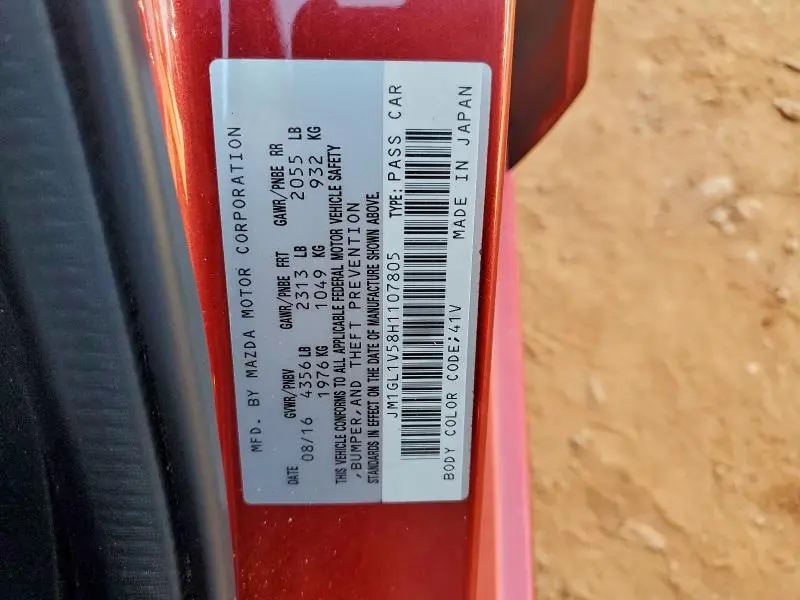 MFD. BY MAZDA MOTOR CORPORATION
DATE GVWR/PNBV GAWR/PNBE FRT GAWR/PNBE RR
08/16 4356 LB 2313 LB 2055 LB
1976 KG 1049 KG 932 KG
THIS VEHICLE CONFORMS TO ALL APPLICABLE FEDERAL MOTOR VEHICLE SAFETY
,BUMPER,AND THEFT PREVENTION
STANDARDS IN EFFECT ON THE DATE OF MANUFACTURE SHOWN ABOVE.
JM1GL1V58H1107805 TYPE: PASS CAR
BODY COLOR CODE;41V MADE IN JAPAN